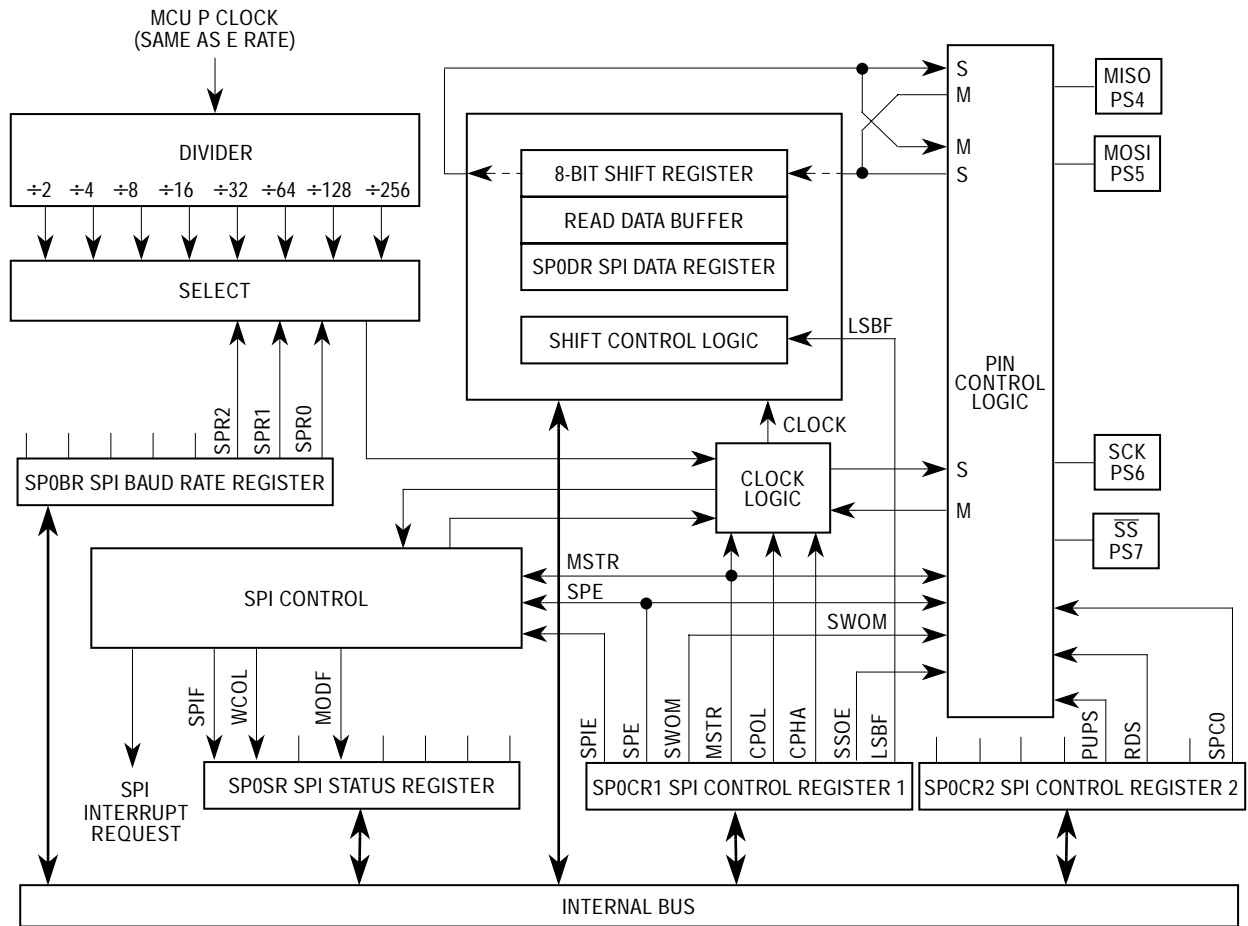 MCU P CLOCK
(SAME AS E RATE)
DIVIDER
÷2 ÷4 ÷8 ÷16 ÷32 ÷64 ÷128 ÷256
SELECT
SPR2
SPR1
SPR0
SP0BR SPI BAUD RATE REGISTER
8-BIT SHIFT REGISTER
READ DATA BUFFER
SP0DR SPI DATA REGISTER
SHIFT CONTROL LOGIC
LSBF
CLOCK
CLOCK
LOGIC
S
M
M
S
S
M
PIN
CONTROL
LOGIC
MISO
PS4
MOSI
PS5
SCK
PS6
SS
PS7
SPI CONTROL
MSTR
SPE
SWOM
SPIF
WCOL
MODF
SPI
INTERRUPT
REQUEST
SP0SR SPI STATUS REGISTER
SPIE
SPE
SWOM
MSTR
CPOL
CPHA
SSOE
LSBF
SP0CR1 SPI CONTROL REGISTER 1
PUPS
RDS
SPC0
SP0CR2 SPI CONTROL REGISTER 2
INTERNAL BUS